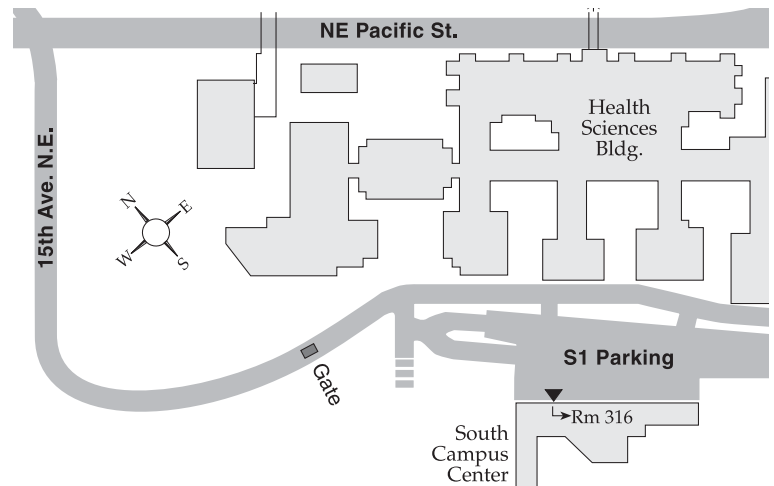 NE Pacific St.
Health
Sciences
Bldg.
15th Ave. N.E.
N
E
W
S
S1 Parking
Gate
Rm 316
South
Campus
Center